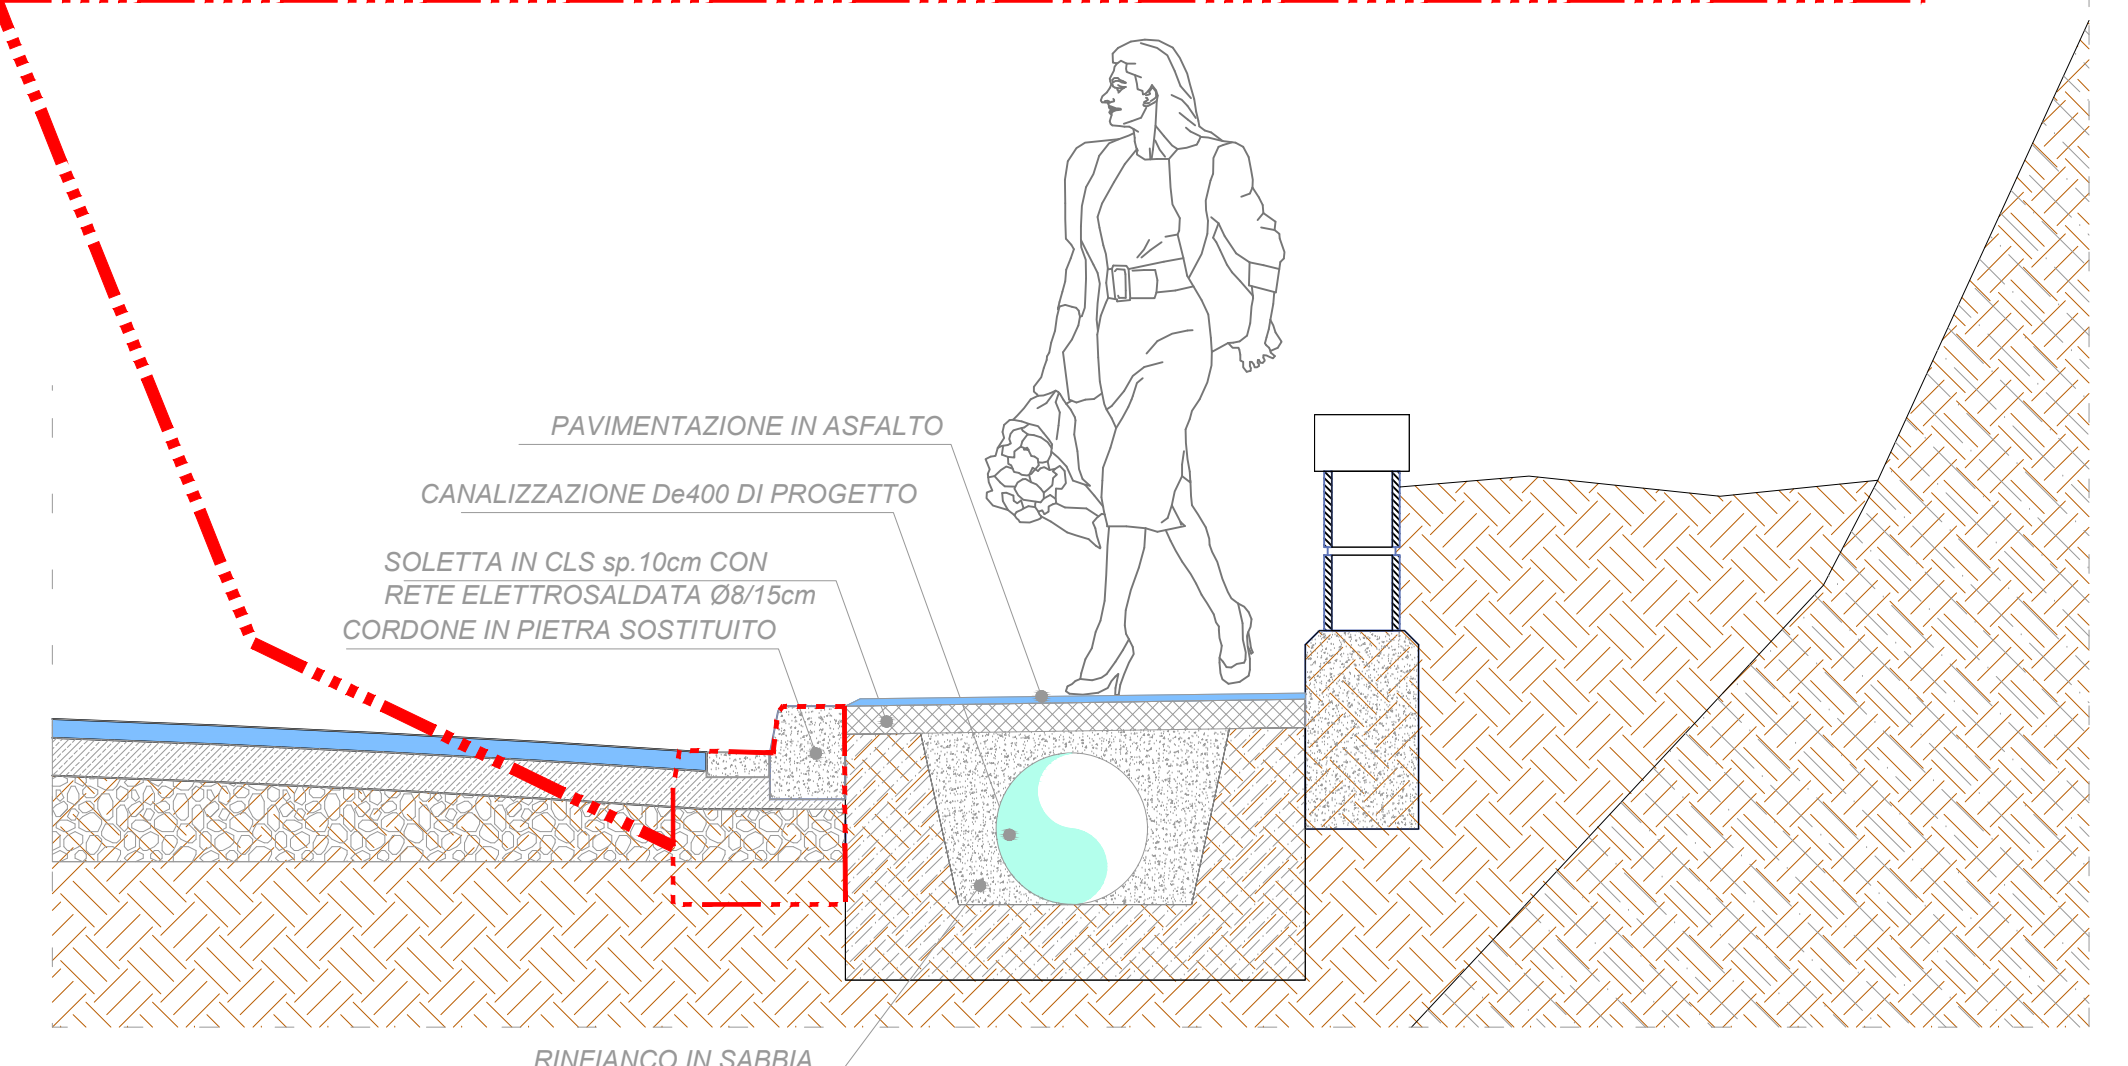 PAVIMENTAZIONE IN ASFALTO
CANALIZZAZIONE De400 DI PROGETTO
SOLETTA IN CLS sp.10cm CON
RETE ELETTROSALDATA Ø8/15cm
CORDONE IN PIETRA SOSTITUITO
RINFIANCO IN SABBIA